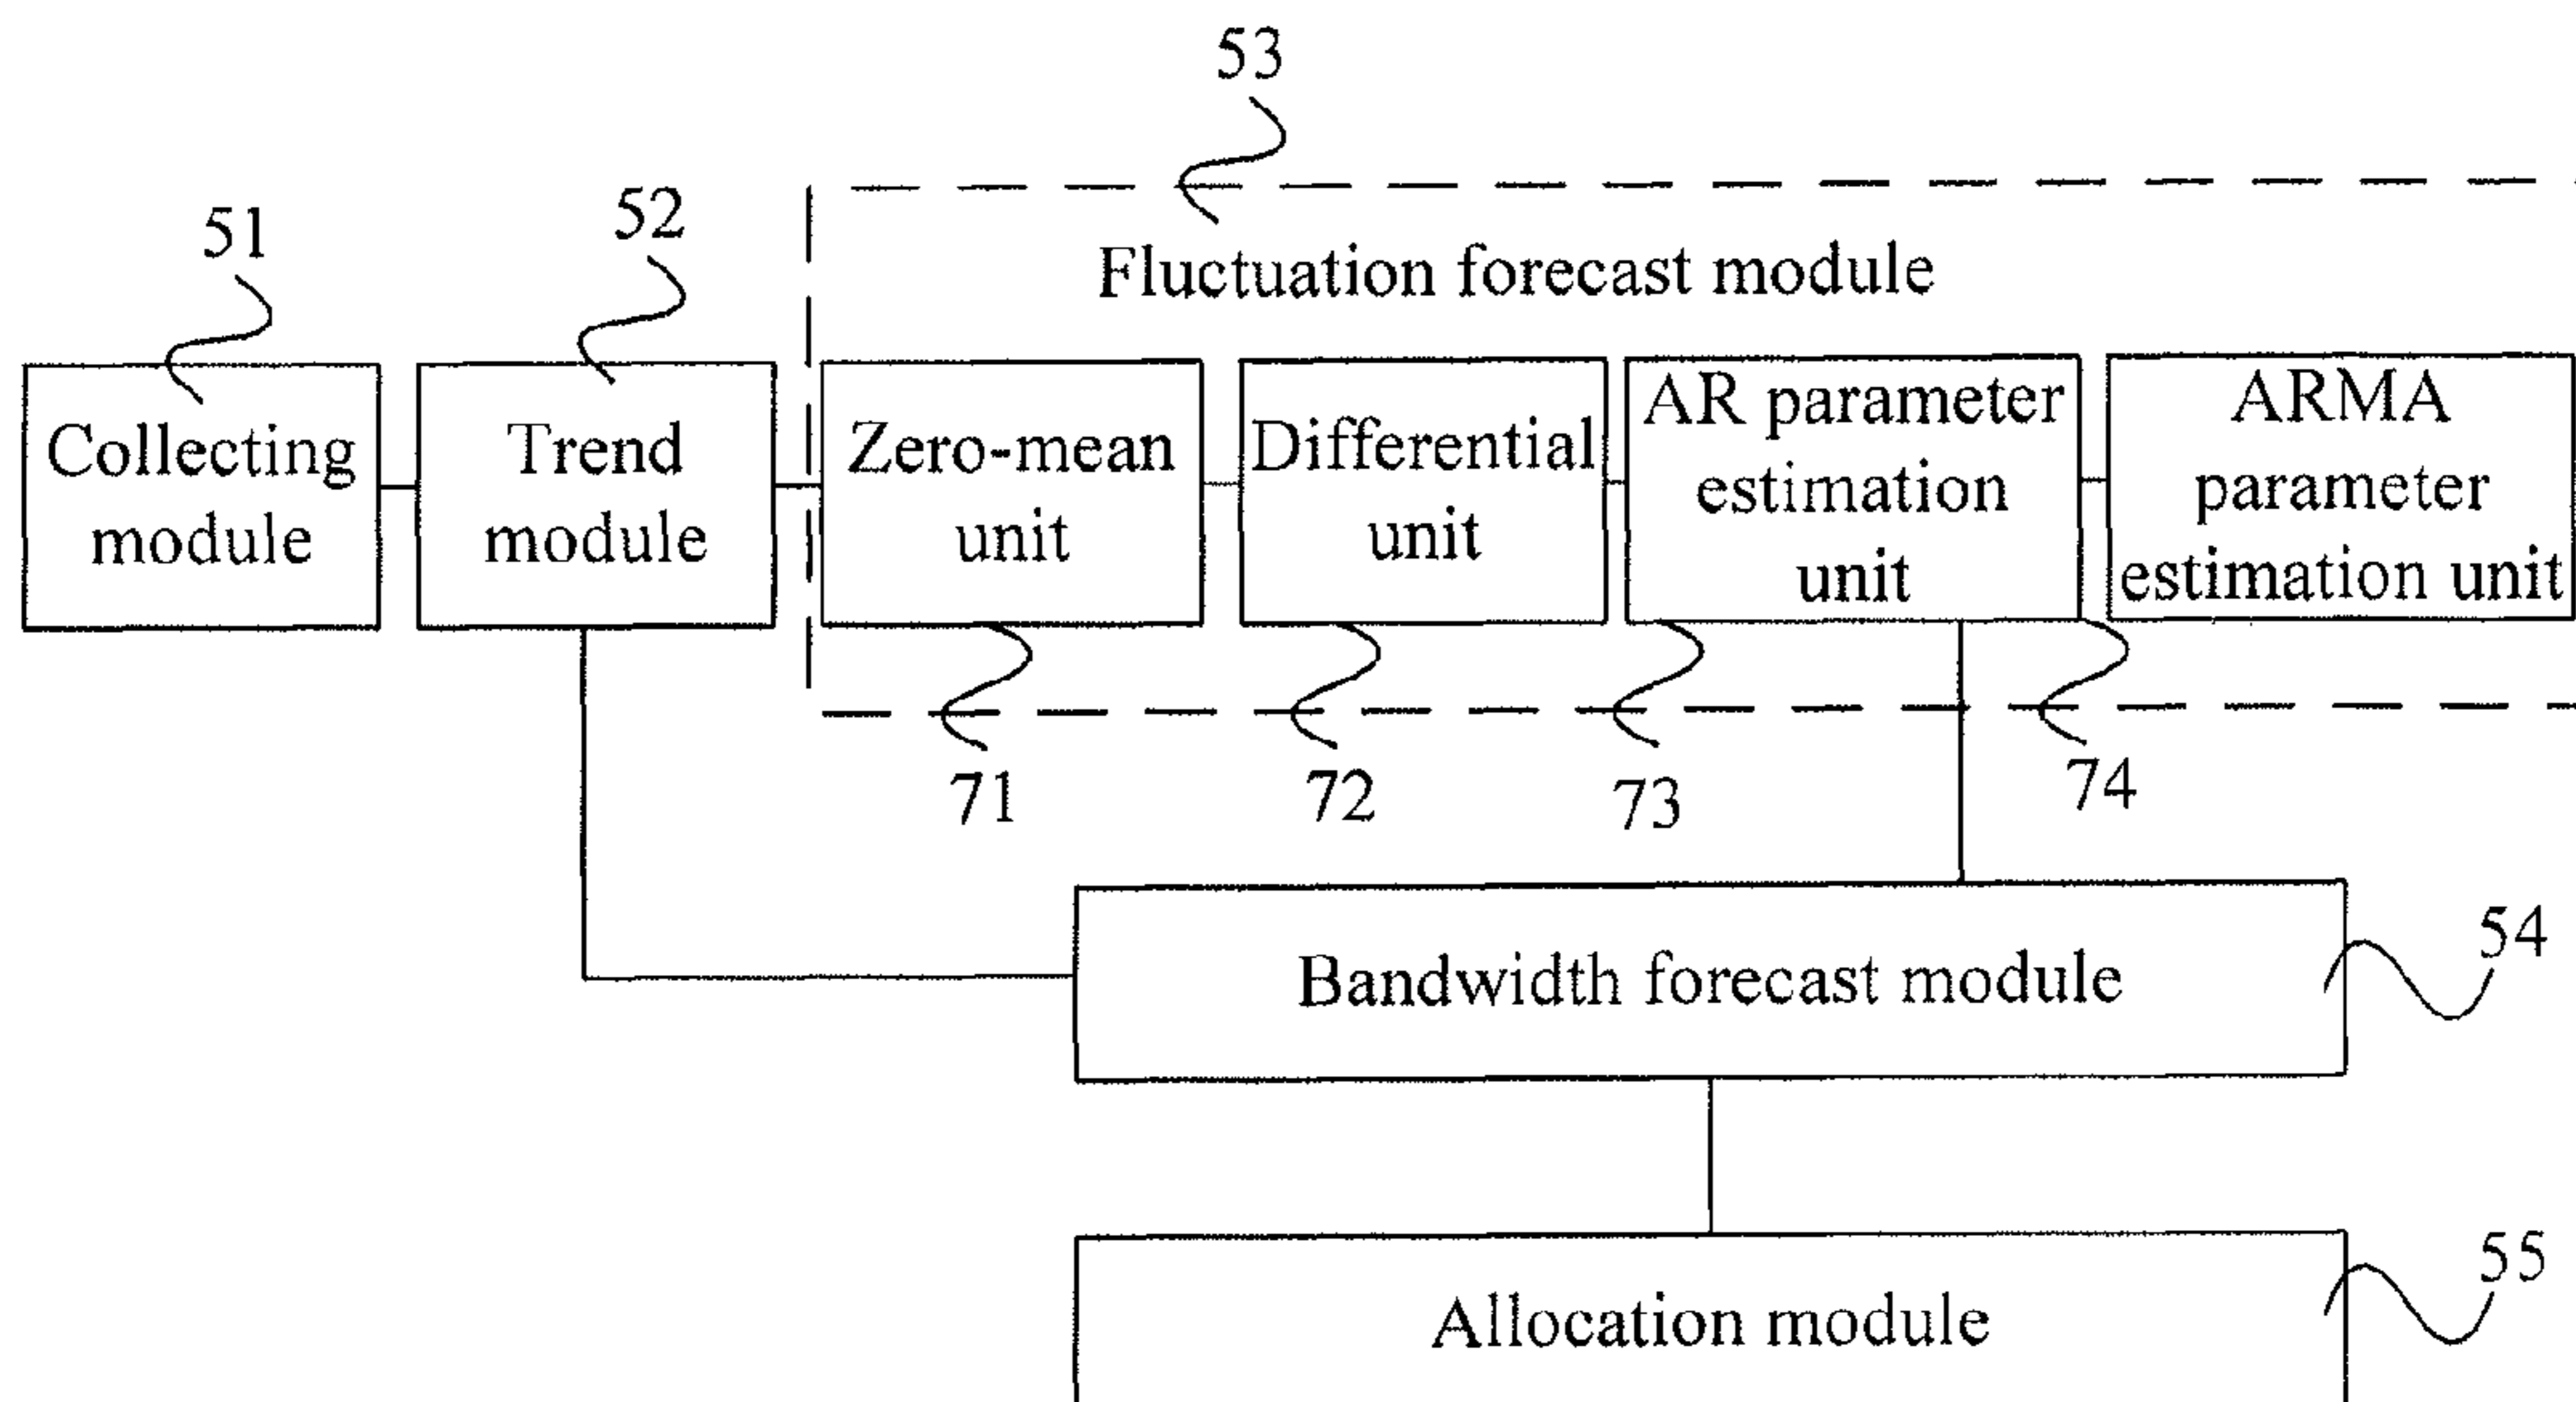 53
51
52
Fluctuation forecast module
Collecting
module
Trend
module
Zero-mean
unit
Differential
unit
AR parameter
estimation
unit
ARMA
parameter
estimation unit
71
72
73
74
Bandwidth forecast module
54
Allocation module
55